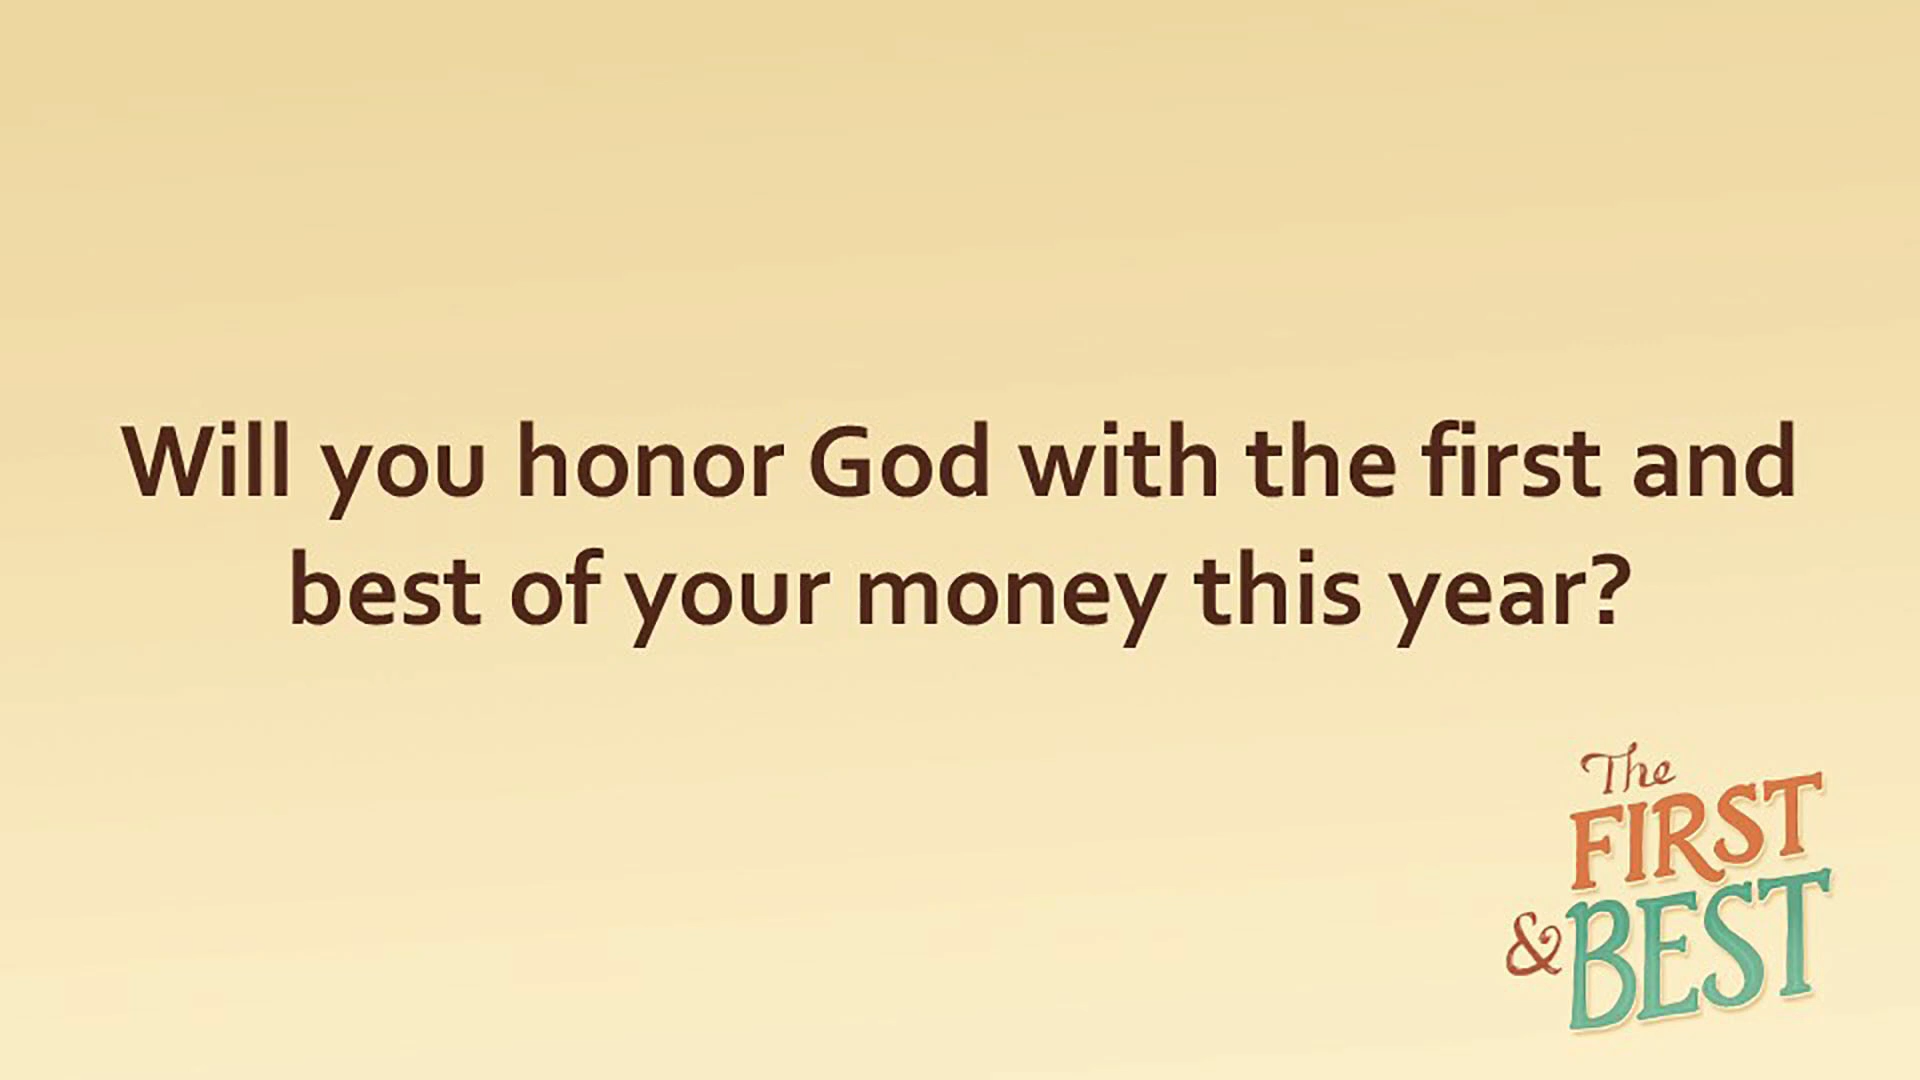 Will you honor God with the first and
best of your money this year?
The
FIRST
& BEST